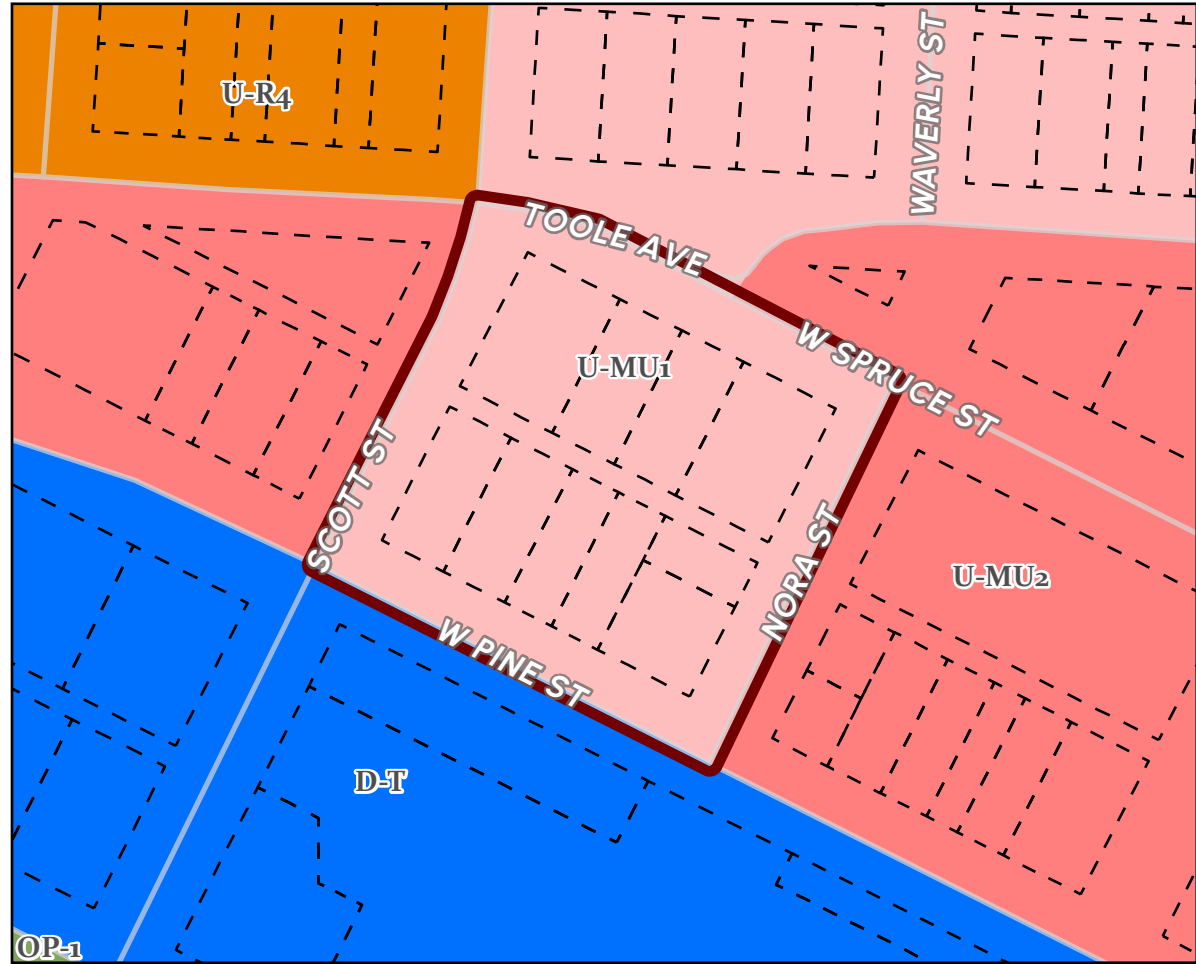 U-R4
WAVERLY ST
TOOLE AVE
W SPRUCE ST
U-MU1
SCOTT ST
NORA ST
U-MU2
W PINE ST
D-T
OP-1